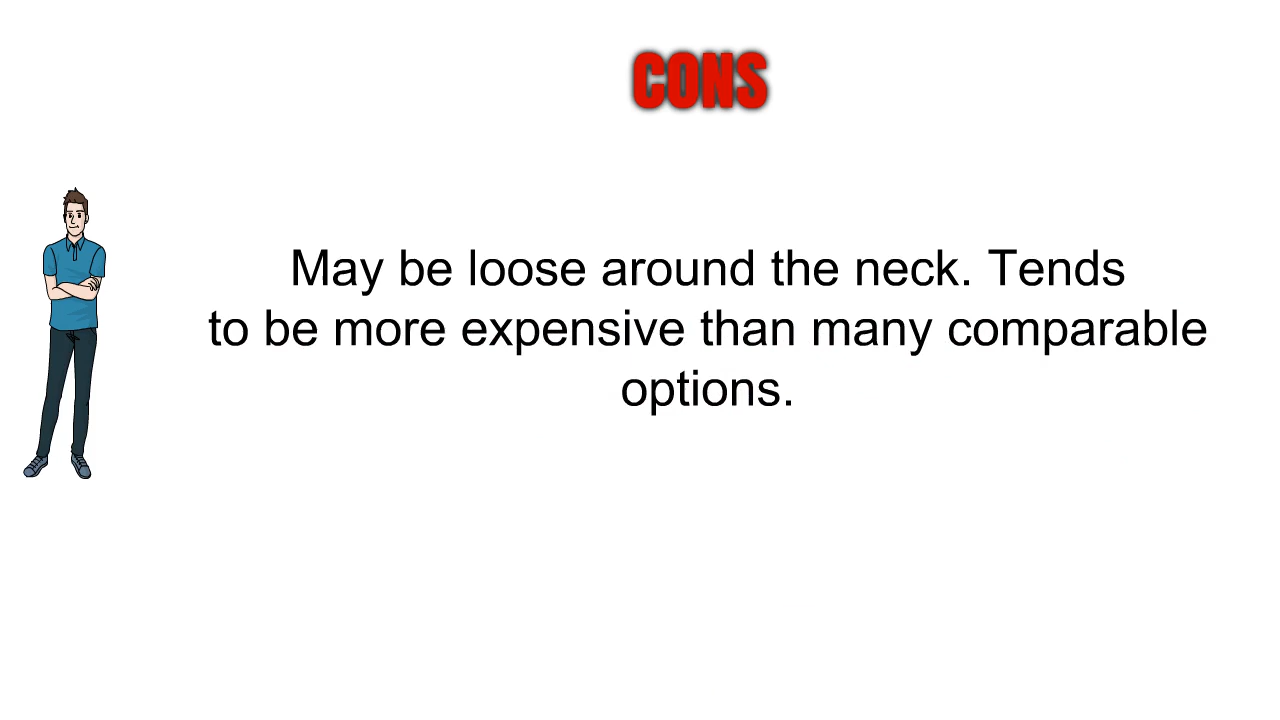 CONS
May be loose around the neck. Tends
to be more expensive than many comparable
options.